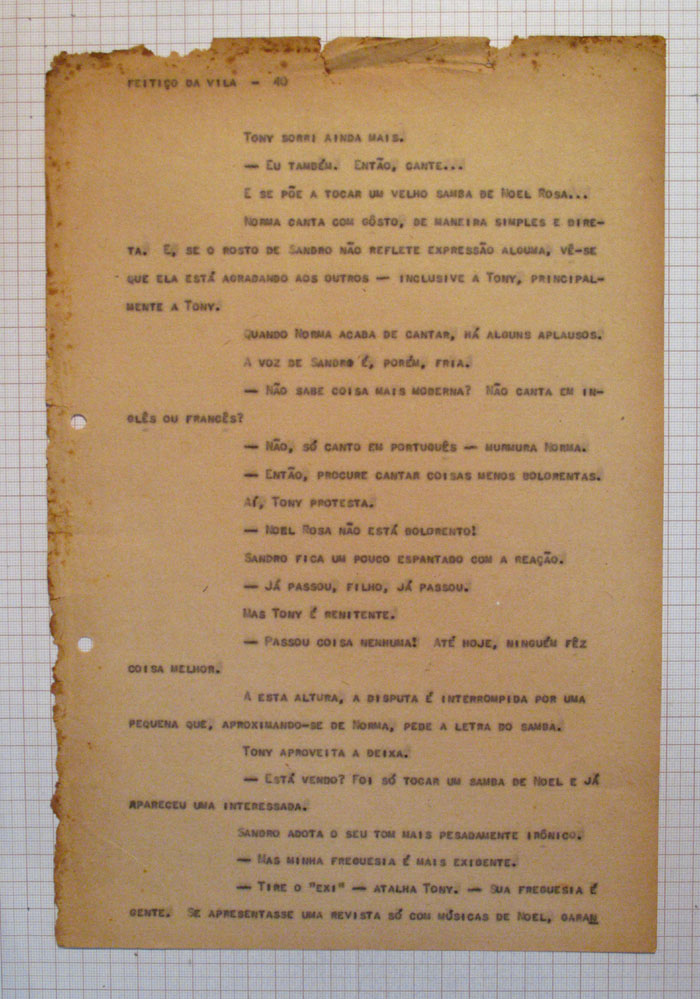 FEITIÇO DA VILA - 40
TONY SORRI AINDA MAIS.
— EU TAMBÉM. ENTÃO, CANTE...
E SE PÕE A TOCAR UM VELHO SAMBA DE NOEL ROSA...
NORMA CANTA COM GÔSTO, DE MANEIRA SIMPLES E DIRE-
TA. E, SE O ROSTO DE SANDRO NÃO REFLETE EXPRESSÃO ALGUMA, VÊ-SE
QUE ELA ESTÁ AGRADANDO AOS OUTROS — INCLUSIVE A TONY, PRINCIPAL-
MENTE A TONY.
QUANDO NORMA ACABA DE CANTAR, HÁ ALGUNS APLAUSOS.
A VOZ DE SANDRO É, PORÉM, FRIA.
— NÃO SABE COISA MAIS MODERNA? NÃO CANTA EM IN-
GLÊS OU FRANCÊS?
— NÃO, SÓ CANTO EM PORTUGUÊS — MURMURA NORMA.
— ENTÃO, PROCURE CANTAR COISAS MENOS BOLORENTAS.
AÍ, TONY PROTESTA.
— NOEL ROSA NÃO ESTÁ BOLORENTO!
SANDRO FICA UM POUCO ESPANTADO COM A REAÇÃO.
— JÁ PASSOU, FILHO, JÁ PASSOU.
MAS TONY É RENITENTE.
— PASSOU COISA NENHUMA! ATÉ HOJE, NINGUÉM FÊZ
COISA MELHOR.
A ESTA ALTURA, A DISPUTA É INTERROMPIDA POR UMA
PEQUENA QUE, APROXIMANDO-SE DE NORMA, PEDE A LETRA DO SAMBA.
TONY APROVEITA A DEIXA.
— ESTÁ VENDO? FOI SÓ TOCAR UM SAMBA DE NOEL E JÁ
APARECEU UMA INTERESSADA.
SANDRO ADOTA O SEU TOM MAIS PESADAMENTE IRÔNICO.
— MAS MINHA FREGUESIA É MAIS EXIGENTE.
— TIRE O "EXI" — ATALHA TONY. — SUA FREGUESIA É
GENTE. SE APRESENTASSE UMA REVISTA SÓ COM MÚSICAS DE NOEL, GARAN